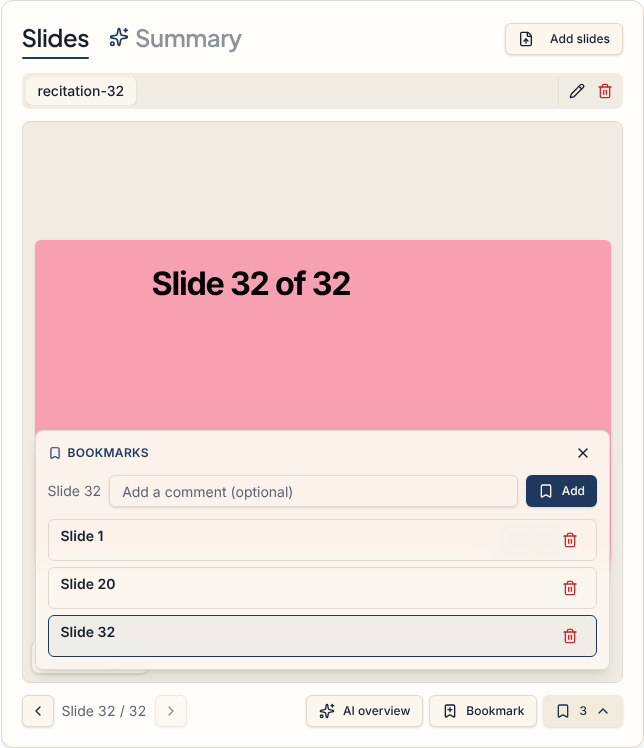 Slides
Summary
Add slides
recitation-32
Slide 32 of 32
BOOKMARKS
Slide 32
Add a comment (optional)
Add
Slide 1
Slide 20
Slide 32
Slide 32 / 32
AI overview
Bookmark
3